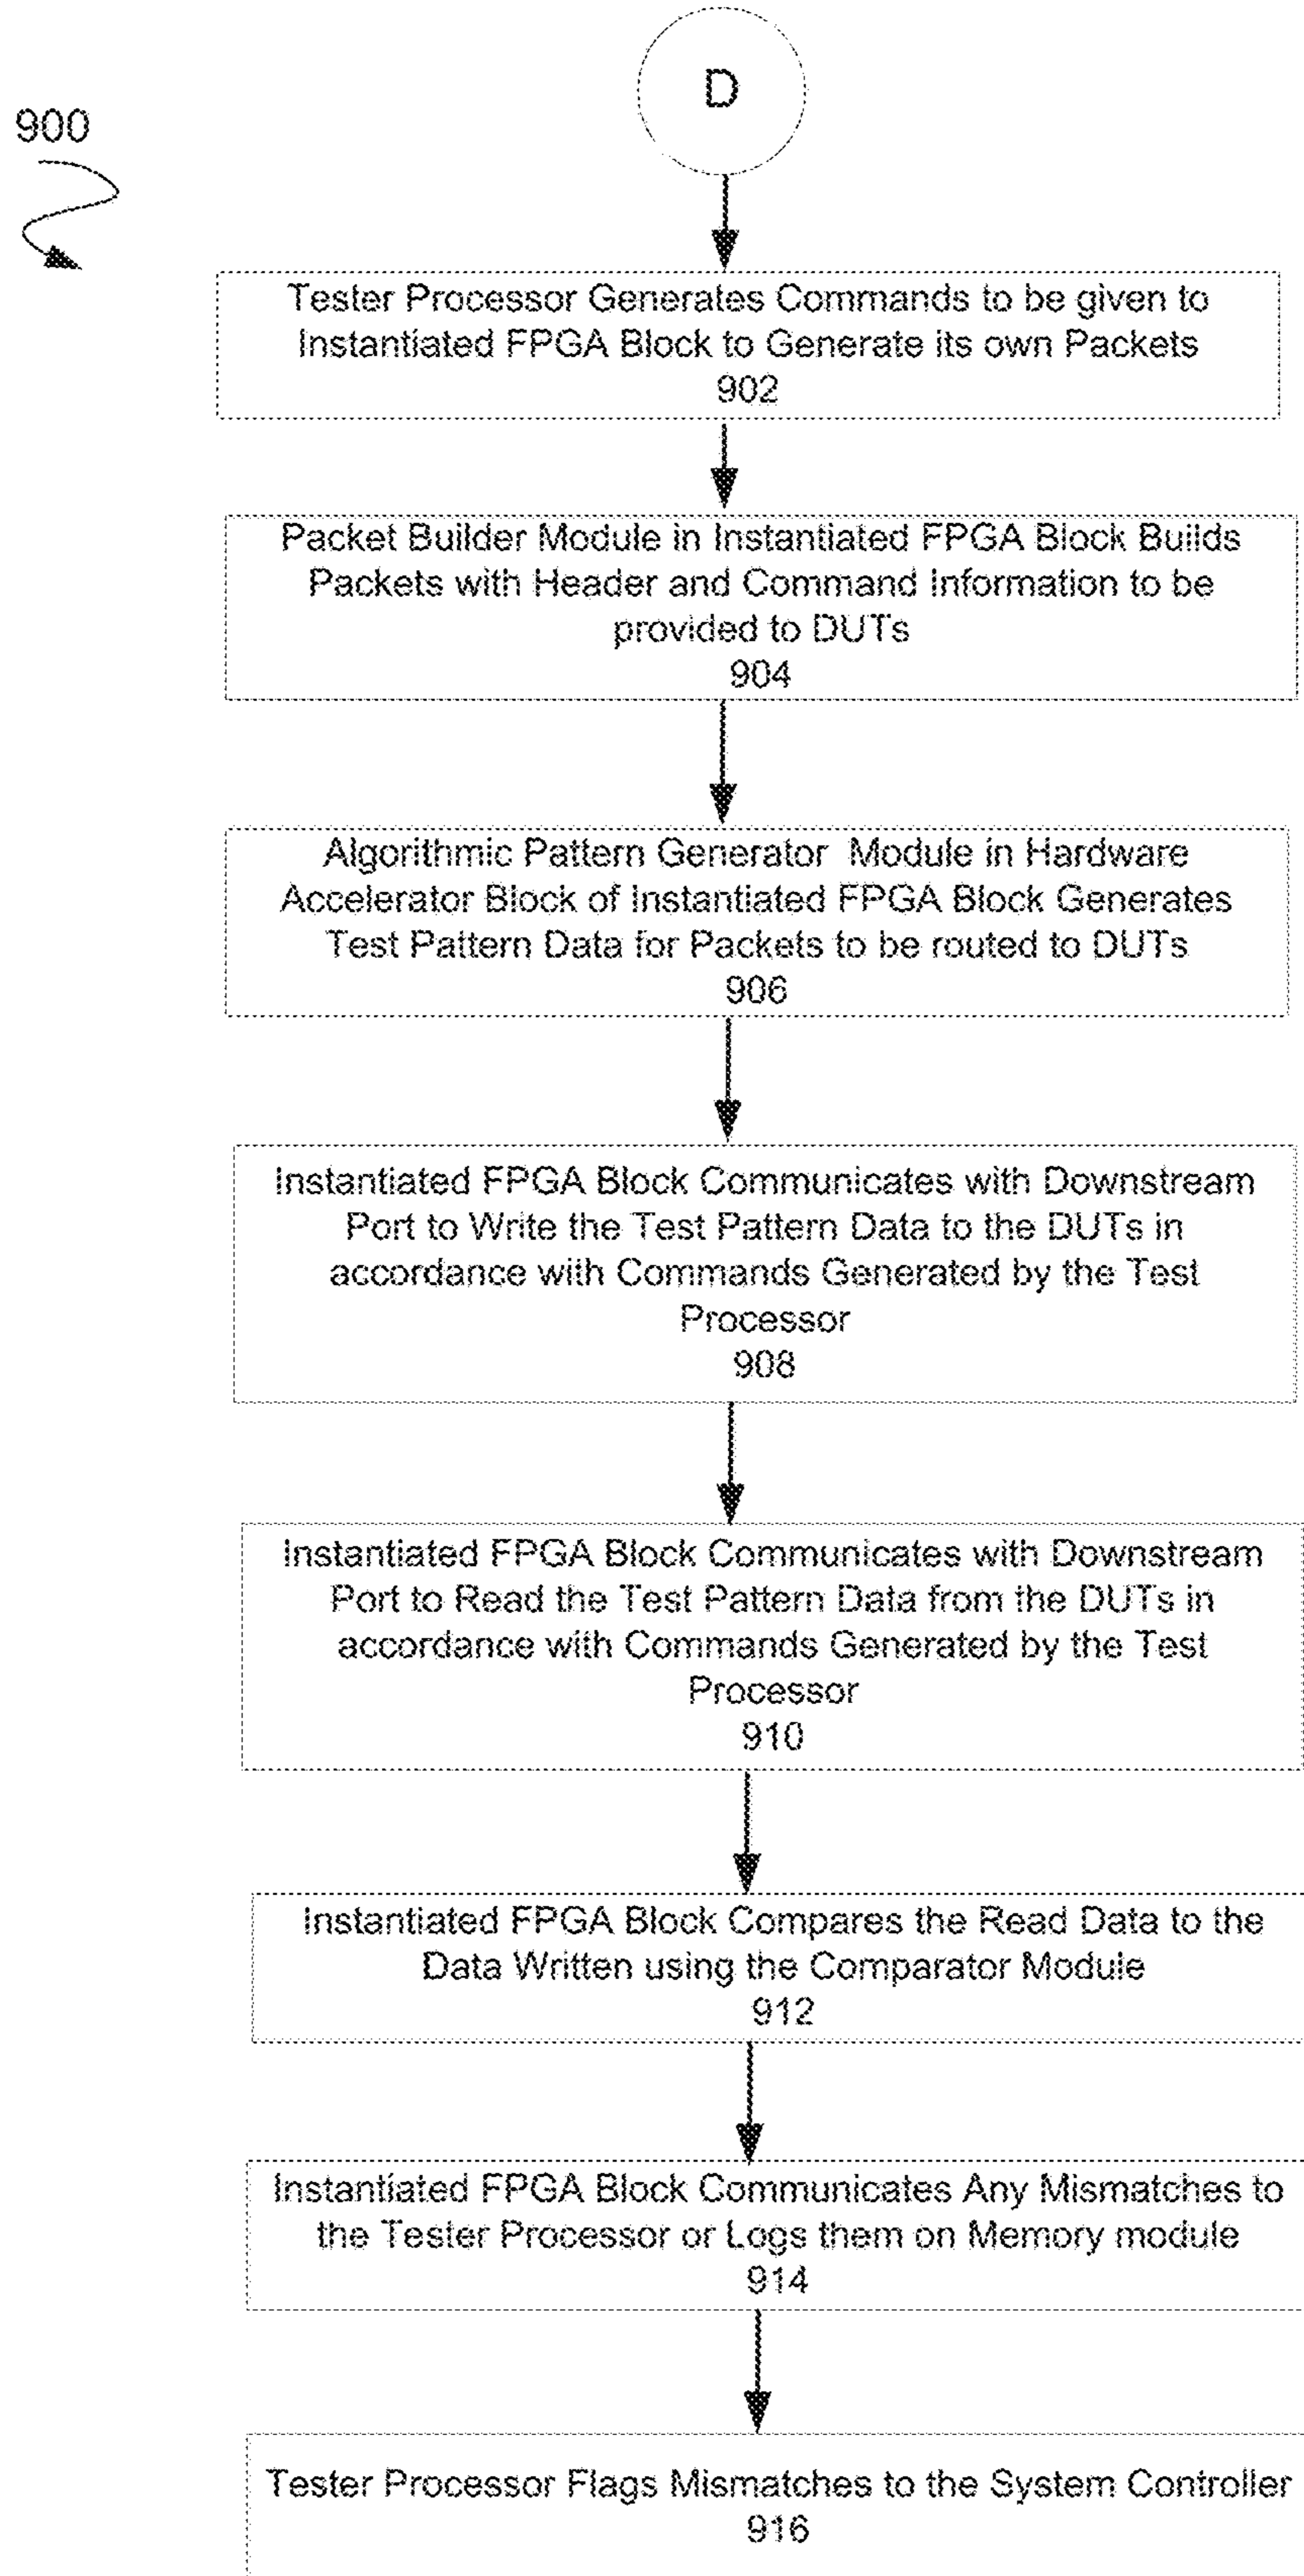 D
900
Tester Processor Generates Commands to be given to
Instantiated FPGA Block to Generate its own Packets
902
Packet Builder Module in Instantiated FPGA Block Builds
Packets with Header and Command Information to be
provided to DUTs
904
Algorithmic Pattern Generator Module in Hardware
Accelerator Block of Instantiated FPGA Block Generates
Test Pattern Data for Packets to be routed to DUTs
906
Instantiated FPGA Block Communicates with Downstream
Port to Write the Test Pattern Data to the DUTs in
accordance with Commands Generated by the Test
Processor
908
Instantiated FPGA Block Communicates with Downstream
Port to Read the Test Pattern Data from the DUTs in
accordance with Commands Generated by the Test
Processor
910
Instantiated FPGA Block Compares the Read Data to the
Data Written using the Comparator Module
912
Instantiated FPGA Block Communicates Any Mismatches to
the Tester Processor or Logs them on Memory module
914
Tester Processor Flags Mismatches to the System Controller
916